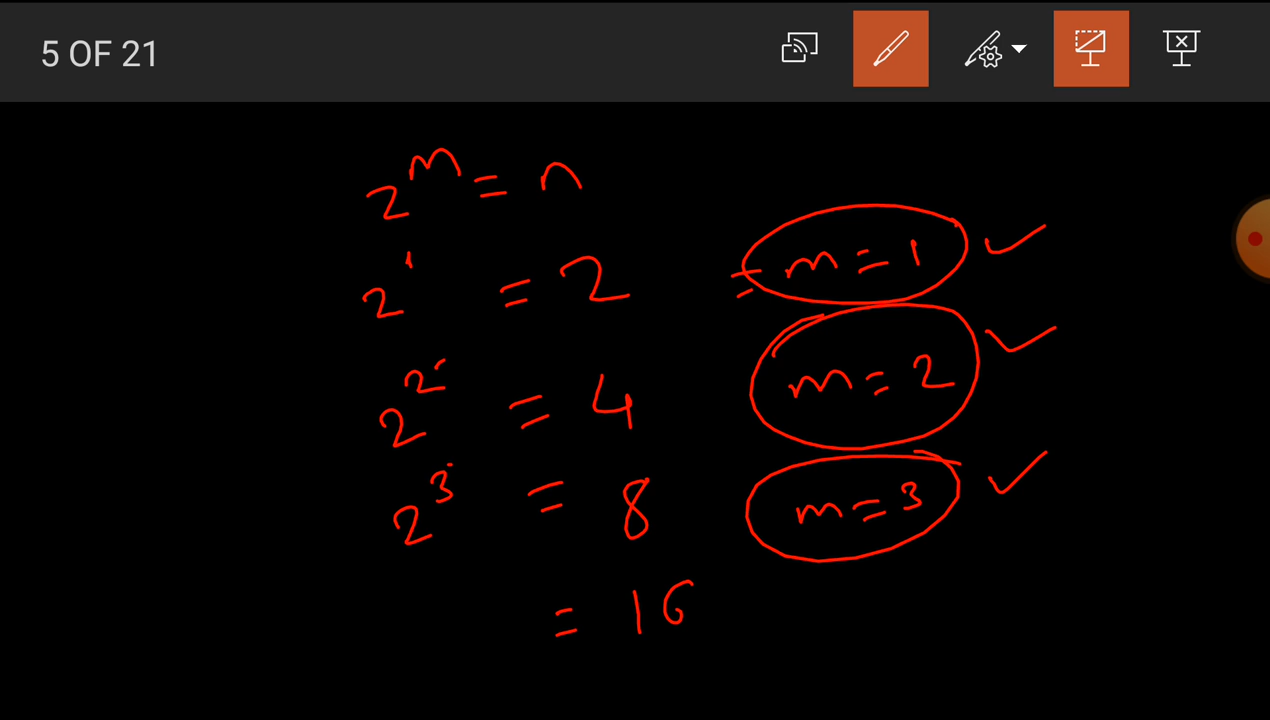 5 OF 21
2^m = n
2^1 = 2 = m = 1 ✓
2^2 = 4 m = 2 ✓
2^3 = 8 m = 3 ✓
= 16